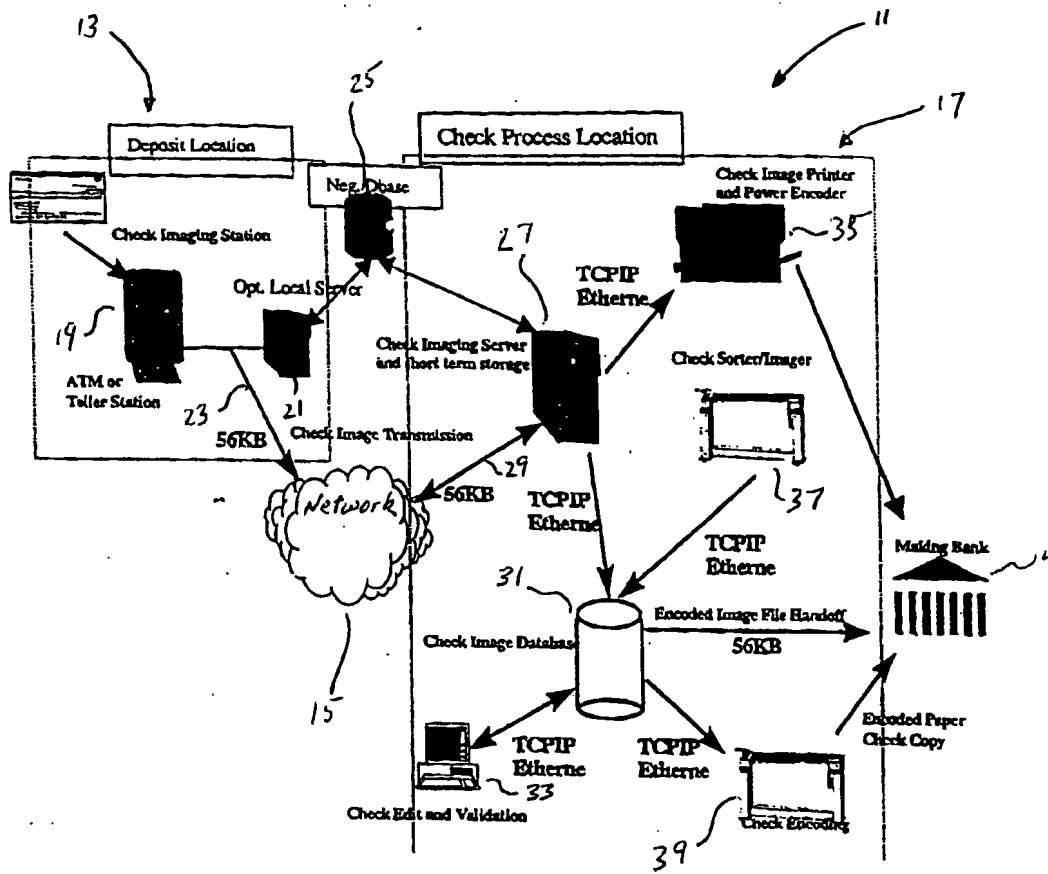 13
11
25
17
Deposit Location
Check Process Location
Neg. Dbase
Check Image Printer
and Power Encoder
35
Check Imaging Station
27
TCPIP
Etherne
Opt. Local Server
19
Check Imaging Server
and short term storage
Check Sorter/Imager
ATM or
Teller Station
23
21
56KB
Check Image Transmission
29
56KB
37
Network
TCPIP
Etherne
TCPIP
Etherne
Making Bank
31
Encoded Image File Handoff
56KB
Check Image Database
15
Encoded Paper
Check Copy
TCPIP
Etherne
TCPIP
Etherne
33
Check Edit and Validation
Check Encoding
39